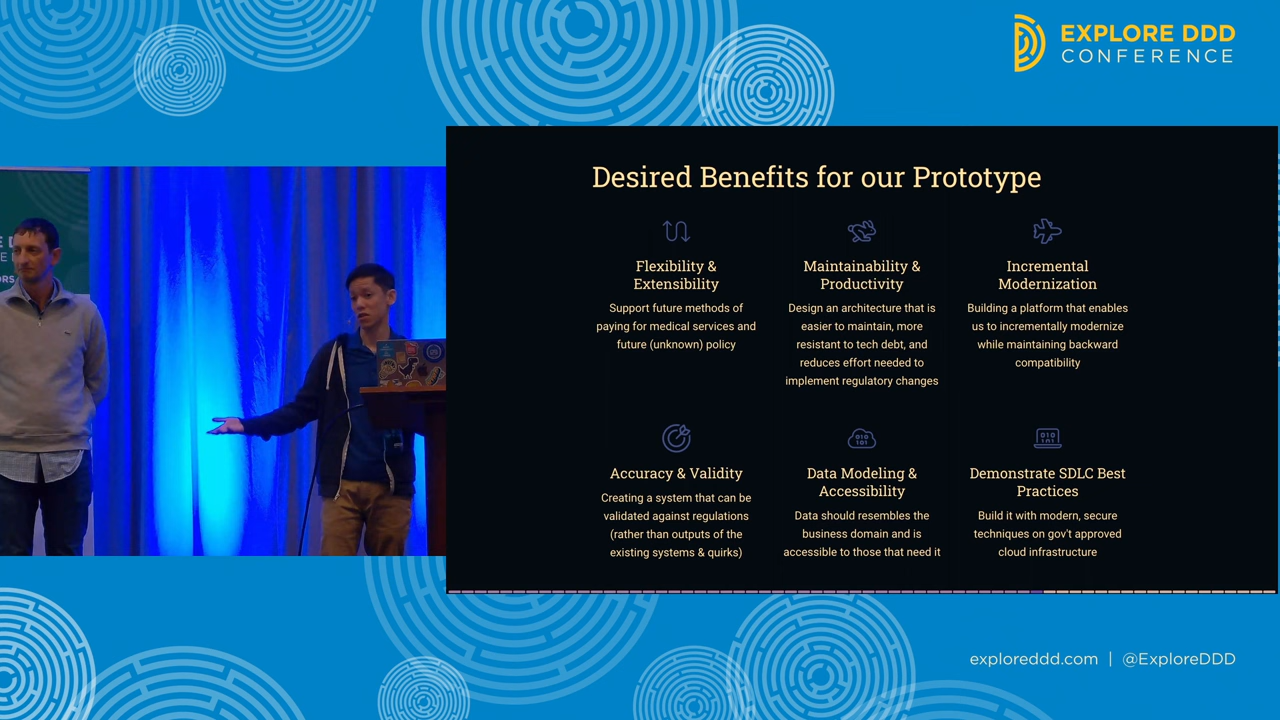 EXPLORE DDD
CONFERENCE
Desired Benefits for our Prototype
Flexibility &
Extensibility
Support future methods of
paying for medical services and
future (unknown) policy
Maintainability &
Productivity
Design an architecture that is
easier to maintain, more
resistant to tech debt, and
reduces effort needed to
implement regulatory changes
Incremental
Modernization
Building a platform that enables
us to incrementally modernize
while maintaining backward
compatibility
Accuracy & Validity
Creating a system that can be
validated against regulations
(rather than outputs of the
existing systems & quirks)
Data Modeling &
Accessibility
Data should resembles the
business domain and is
accessible to those that need it
Demonstrate SDLC Best
Practices
Build it with modern, secure
techniques on gov't approved
cloud infrastructure
exploreddd.com | @ExploreDDD